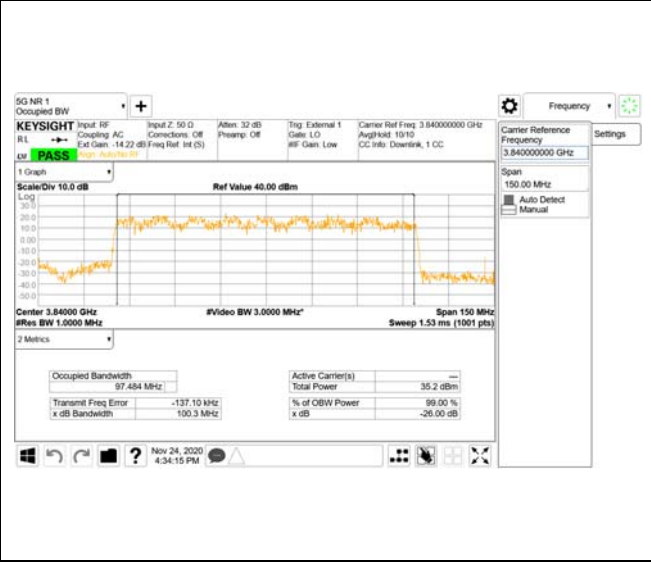 5G NR 1
Occupied BW
Frequency
KEYSIGHT
R L
LW
PASS
Input: RF
Coupling: AC
Ext Gain: -14.22 dB
Align: Auto/No RF
Input Z: 50 Ω
Corrections: Off
Freq Ref: Int (S)
Atten: 32 dB
Preamp: Off
Trig: External 1
Gate: LO
#IF Gain: Low
Carrier Ref Freq: 3.840000000 GHz
Avg|Hold: 10/10
CC Info: Downlink, 1 CC
Carrier Reference
Frequency
3.840000000 GHz
Settings
Span
150.00 MHz
Auto Detect
Manual
1 Graph
Scale/Div 10.0 dB
Ref Value 40.00 dBm
Log
30.0
20.0
10.0
0.00
-10.0
-20.0
-30.0
-40.0
-50.0
Center 3.84000 GHz
#Video BW 3.0000 MHz*
Span 150 MHz
#Res BW 1.0000 MHz
Sweep 1.53 ms (1001 pts)
2 Metrics
Occupied Bandwidth
97.484 MHz
Transmit Freq Error -137.10 kHz
x dB Bandwidth 100.3 MHz
Active Carrier(s) ---
Total Power 35.2 dBm
% of OBW Power 99.00 %
x dB -26.00 dB
Nov 24, 2020
4:34:15 PM